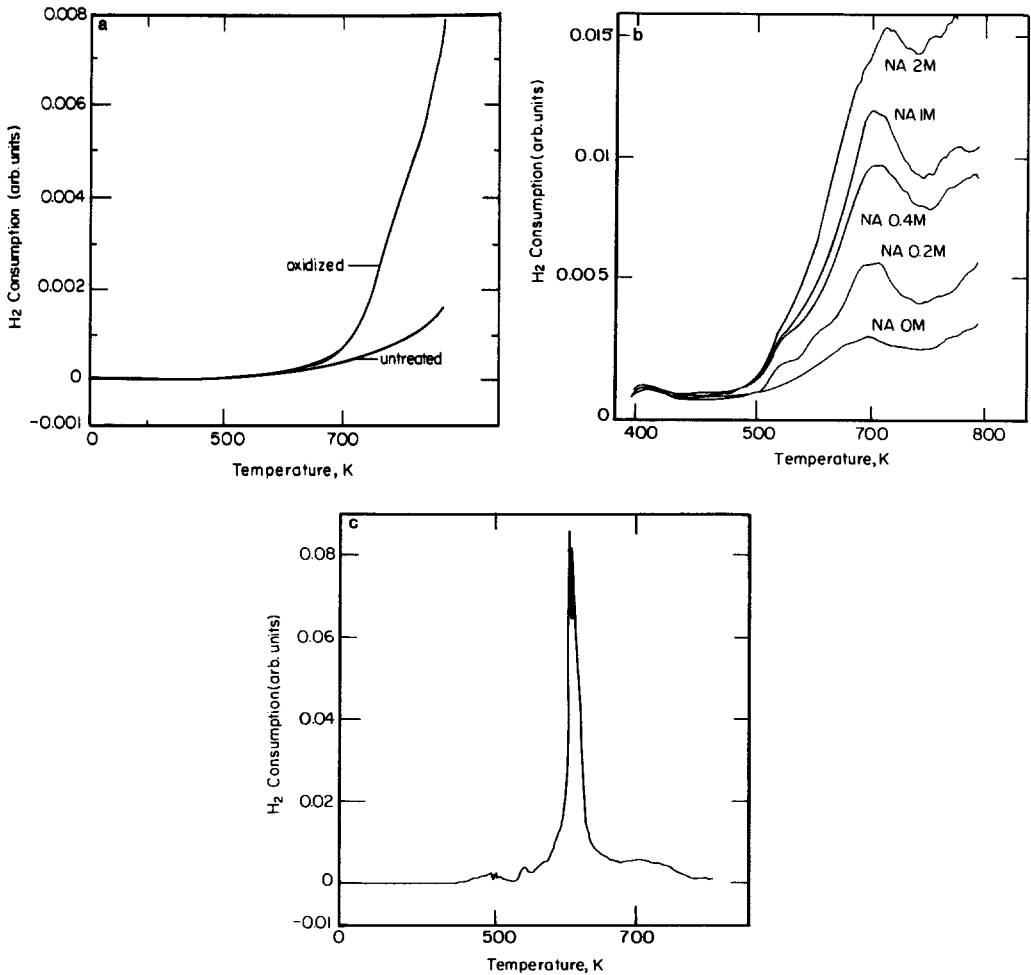 a
0.008
0.006
0.004
0.002
0
-0.001
H2 Consumption (arb. units)
oxidized
untreated
0 500 700
Temperature, K
b
0.015
0.01
0.005
0
H2 Consumption (arb. units)
NA 2M
NA 1M
NA 0.4M
NA 0.2M
NA 0M
400 500 700 800
Temperature, K
c
0.08
0.06
0.04
0.02
0
-0.01
H2 Consumption (arb. units)
0 500 700
Temperature, K